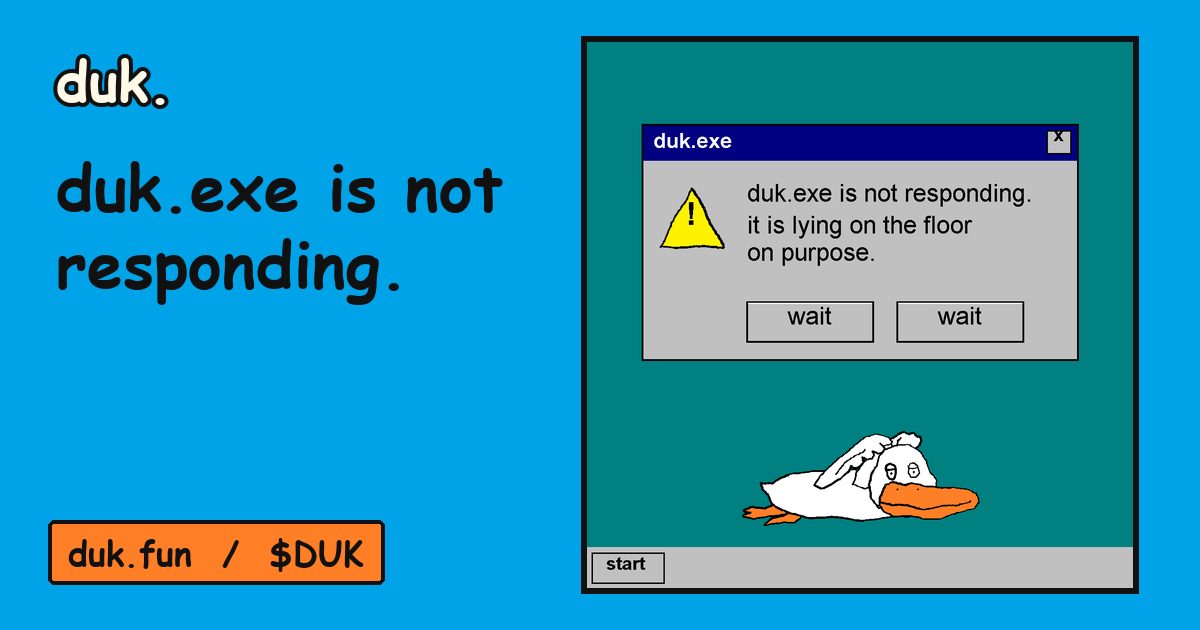 duk.
duk.exe is not
responding.
duk.fun / $DUK
duk.exe
x
!
duk.exe is not responding.
it is lying on the floor
on purpose.
wait
wait
start